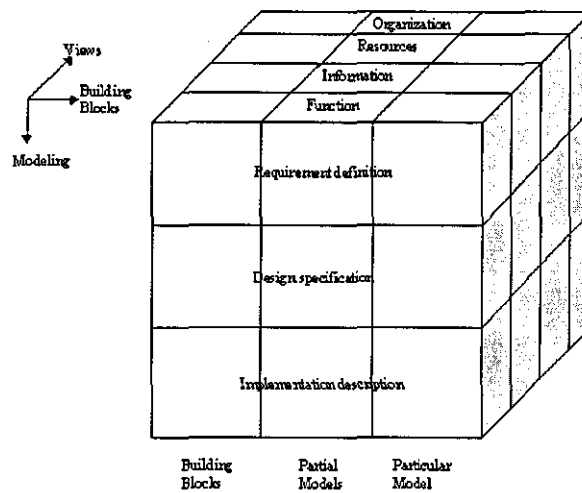 Organization
Resources
Information
Function
Views
Building
Blocks
Modeling
Requirement definition
Design specification
Implementation description
Building
Blocks
Partial
Models
Particular
Model